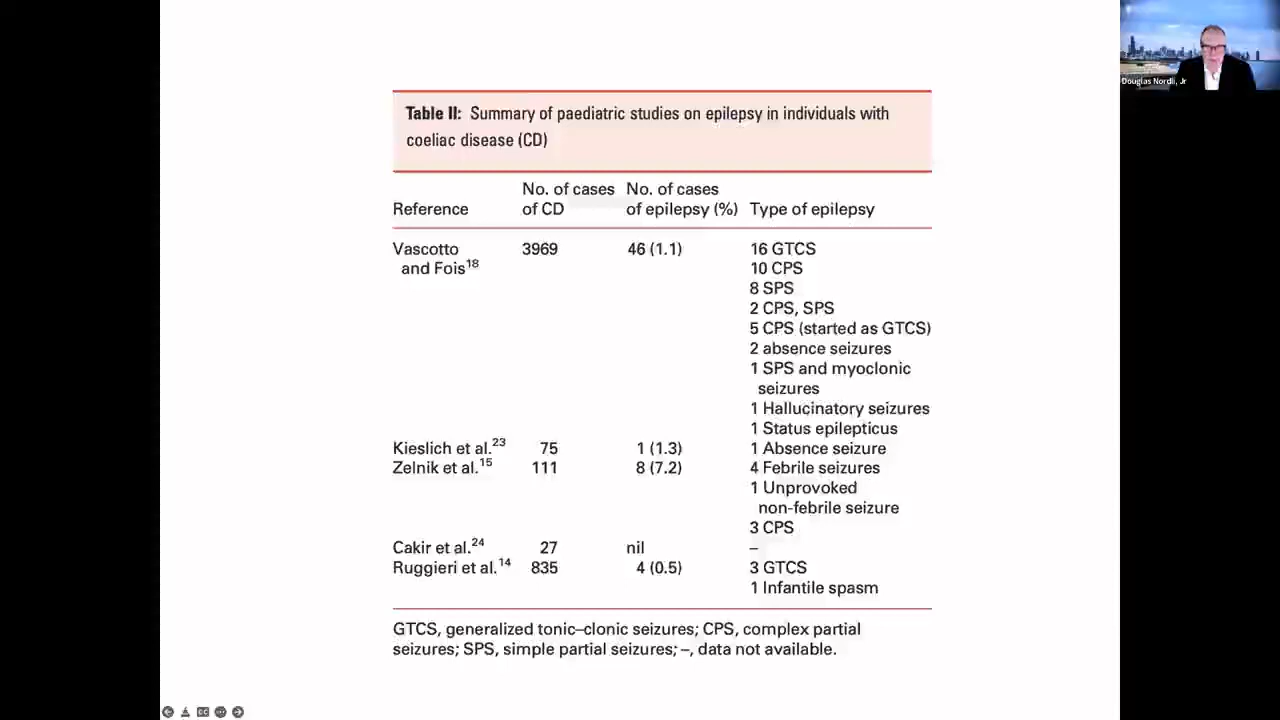 Douglas Nordli, Jr
Table II: Summary of paediatric studies on epilepsy in individuals with
coeliac disease (CD)
No. of cases No. of cases
Reference of CD of epilepsy (%) Type of epilepsy
Vascotto 3969 46 (1.1) 16 GTCS
and Fois18 10 CPS
8 SPS
2 CPS, SPS
5 CPS (started as GTCS)
2 absence seizures
1 SPS and myoclonic
seizures
1 Hallucinatory seizures
1 Status epilepticus
Kieslich et al.23 75 1 (1.3) 1 Absence seizure
Zelnik et al.15 111 8 (7.2) 4 Febrile seizures
1 Unprovoked
non-febrile seizure
3 CPS
Cakir et al.24 27 nil –
Ruggieri et al.14 835 4 (0.5) 3 GTCS
1 Infantile spasm
GTCS, generalized tonic–clonic seizures; CPS, complex partial
seizures; SPS, simple partial seizures; –, data not available.